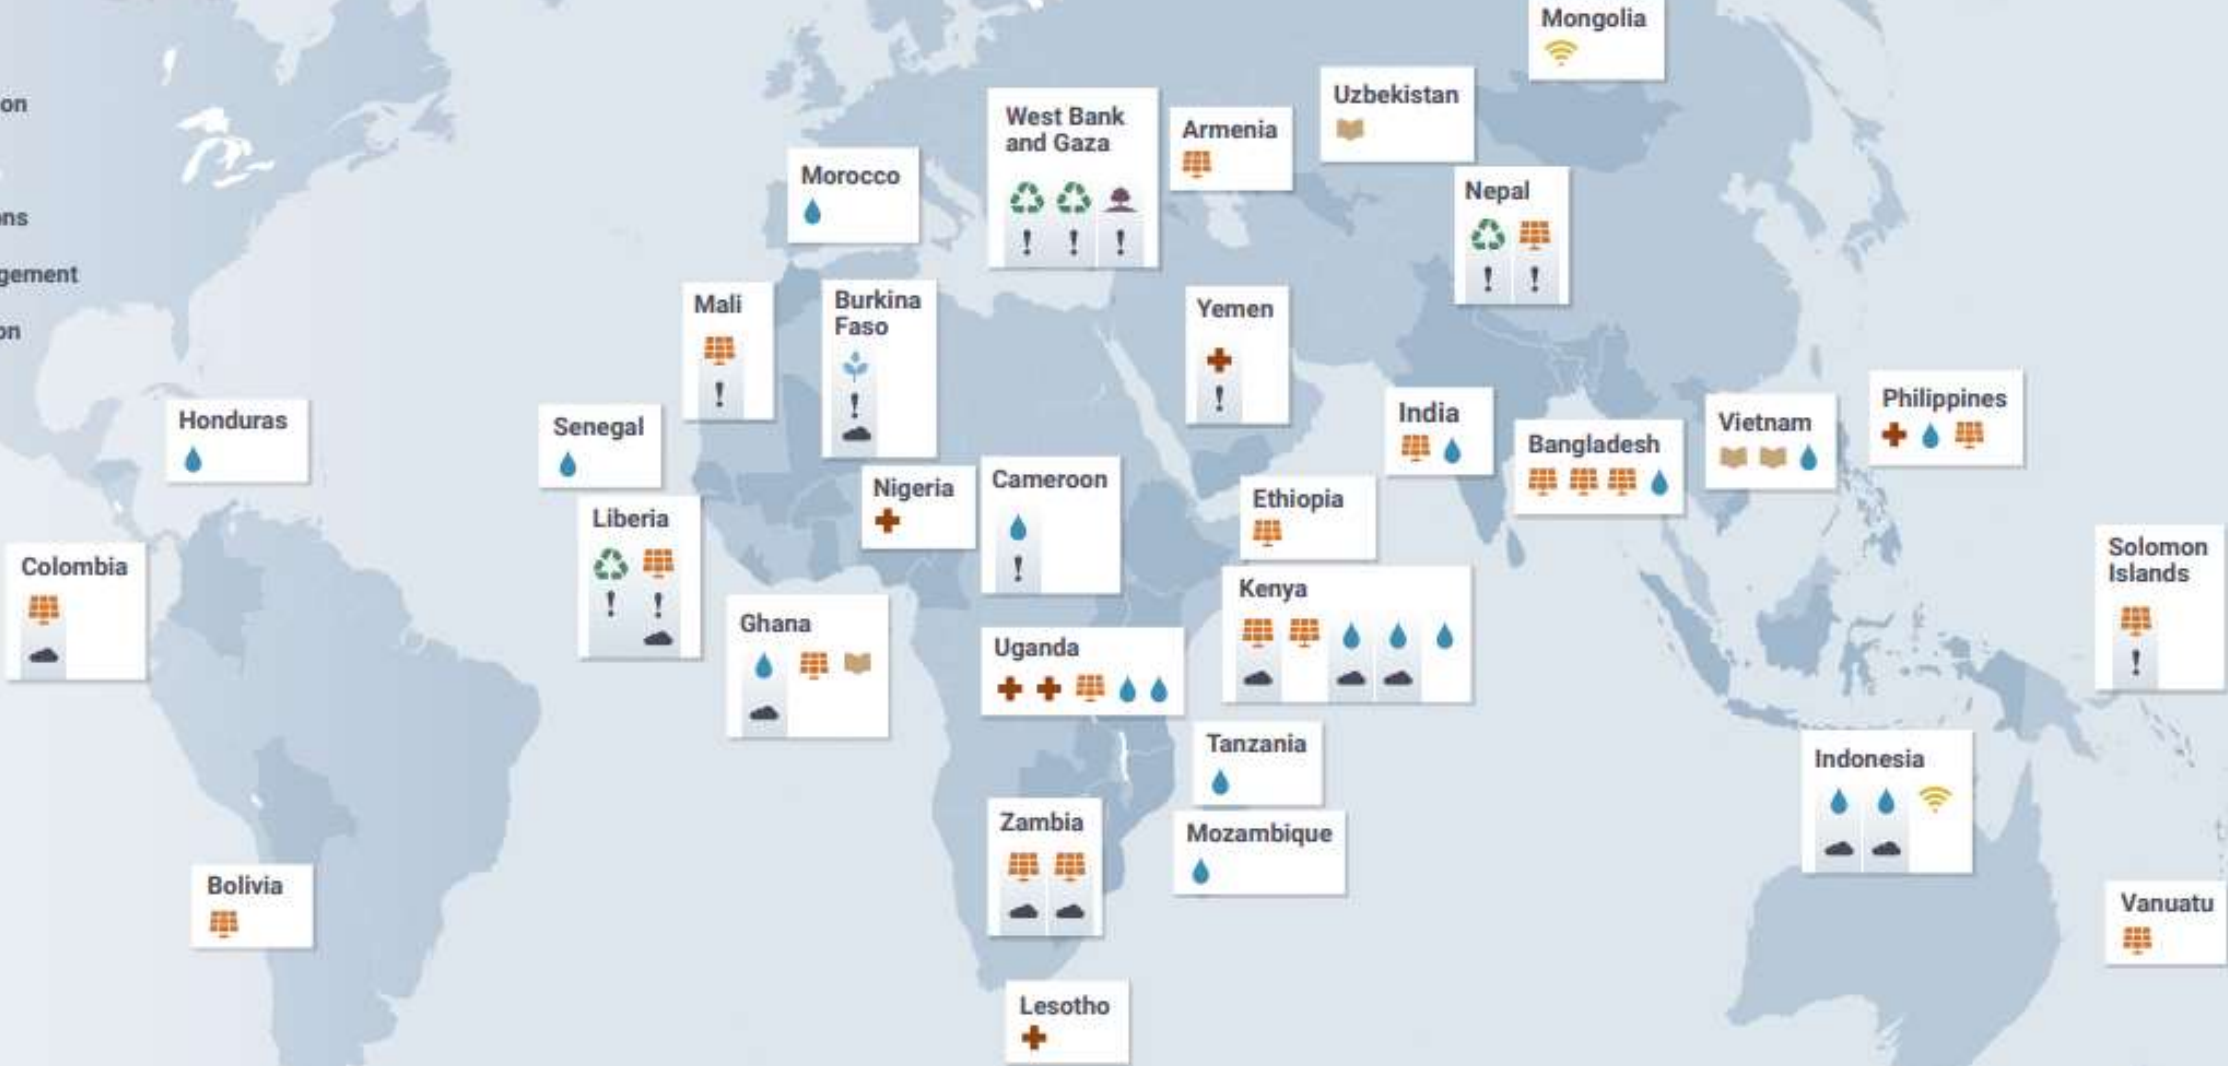 Mongolia
on
Uzbekistan
West Bank
and Gaza
Armenia
Morocco
Nepal
ns
gement
Mali
Burkina
Faso
Yemen
on
India
Philippines
Honduras
Senegal
Vietnam
Bangladesh
Nigeria
Cameroon
Ethiopia
Liberia
Solomon
Islands
Colombia
Kenya
Ghana
Uganda
Tanzania
Indonesia
Zambia
Mozambique
Bolivia
Vanuatu
Lesotho